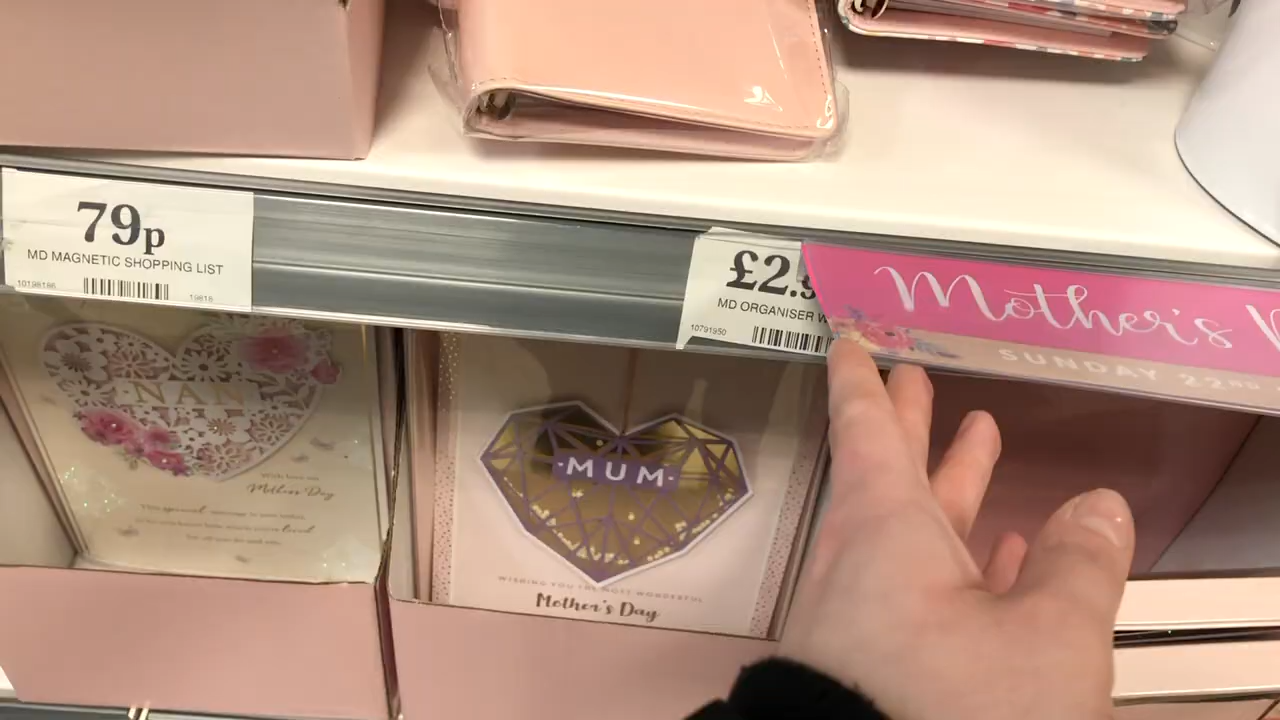 79p
MD MAGNETIC SHOPPING LIST
10198186
19818
£2.9
MD ORGANISER W
10791950
Mother's
SUNDAY 22ND
NAN
With love on
Mother's Day
MUM
WISHING YOU THE MOST WONDERFUL
Mother's Day